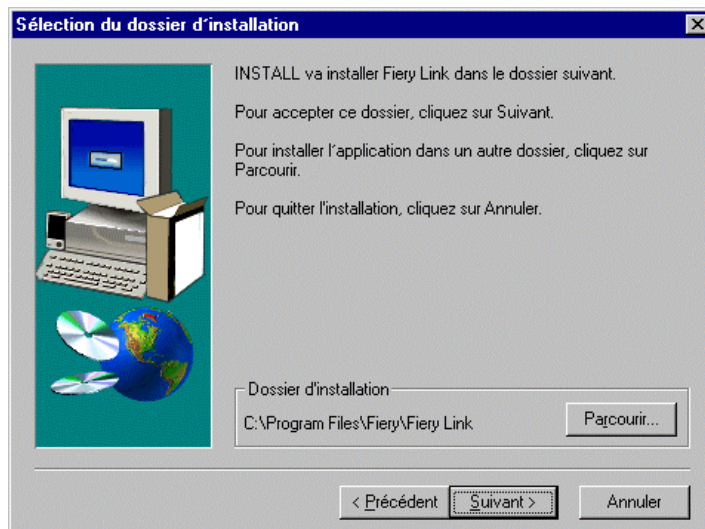 Sélection du dossier d´installation
INSTALL va installer Fiery Link dans le dossier suivant.
Pour accepter ce dossier, cliquez sur Suivant.
Pour installer l´application dans un autre dossier, cliquez sur
Parcourir.
Pour quitter l'installation, cliquez sur Annuler.
Dossier d'installation
C:\Program Files\Fiery\Fiery Link
Parcourir...
< Précédent
Suivant >
Annuler